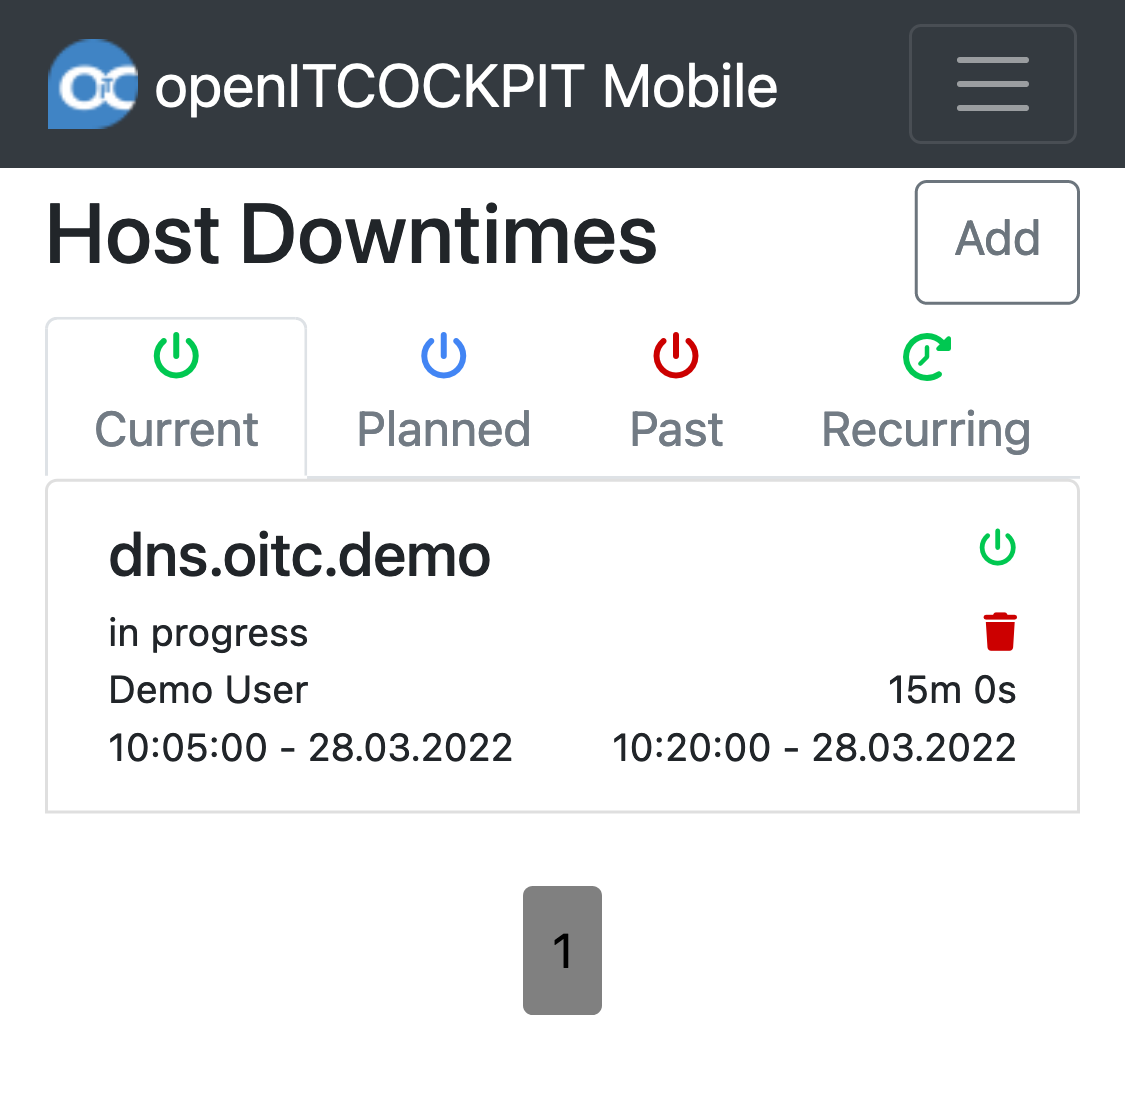 openITCOCKPIT Mobile
Host Downtimes
Add
Current
Planned
Past
Recurring
dns.oitc.demo
in progress
Demo User
15m 0s
10:05:00 - 28.03.2022
10:20:00 - 28.03.2022
1